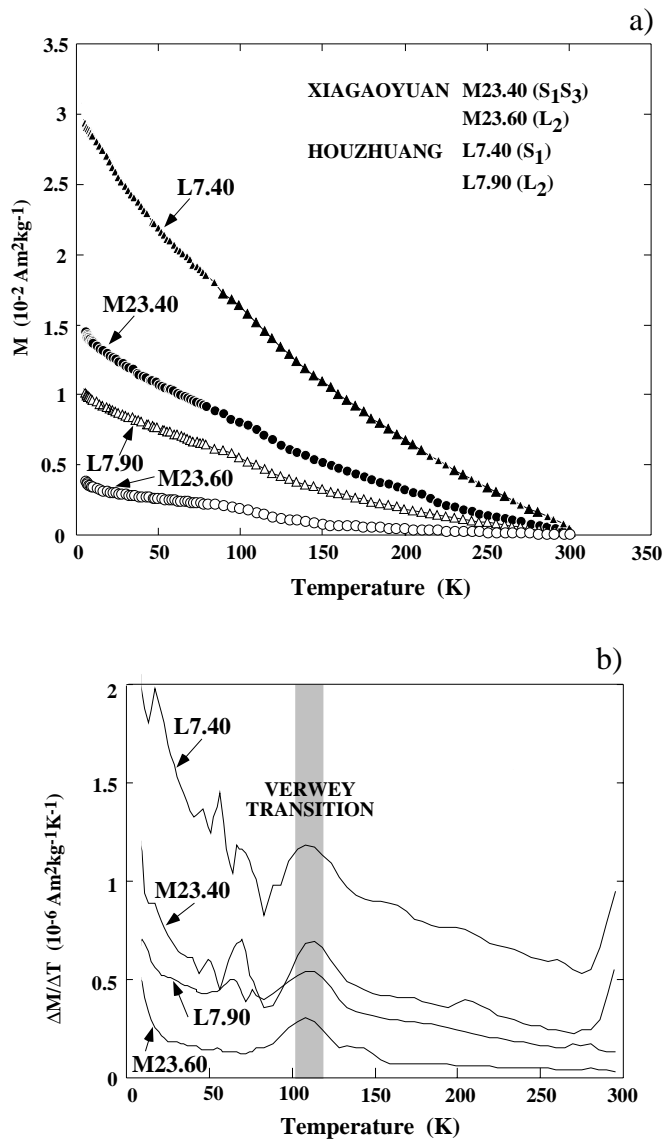 a)
3.5
3
2.5
2
1.5
1
0.5
0
XIAGAOYUAN M23.40 (S1S3)
M23.60 (L2)
HOUZHUANG L7.40 (S1)
L7.90 (L2)
L7.40
M23.40
L7.90
M23.60
M (10-2 Am2kg-1)
0 50 100 150 200 250 300 350
Temperature (K)
b)
2
1.5
1
0.5
0
L7.40
VERWEY
TRANSITION
M23.40
L7.90
M23.60
ΔM/ΔT (10-6 Am2kg-1K-1)
0 50 100 150 200 250 300
Temperature (K)